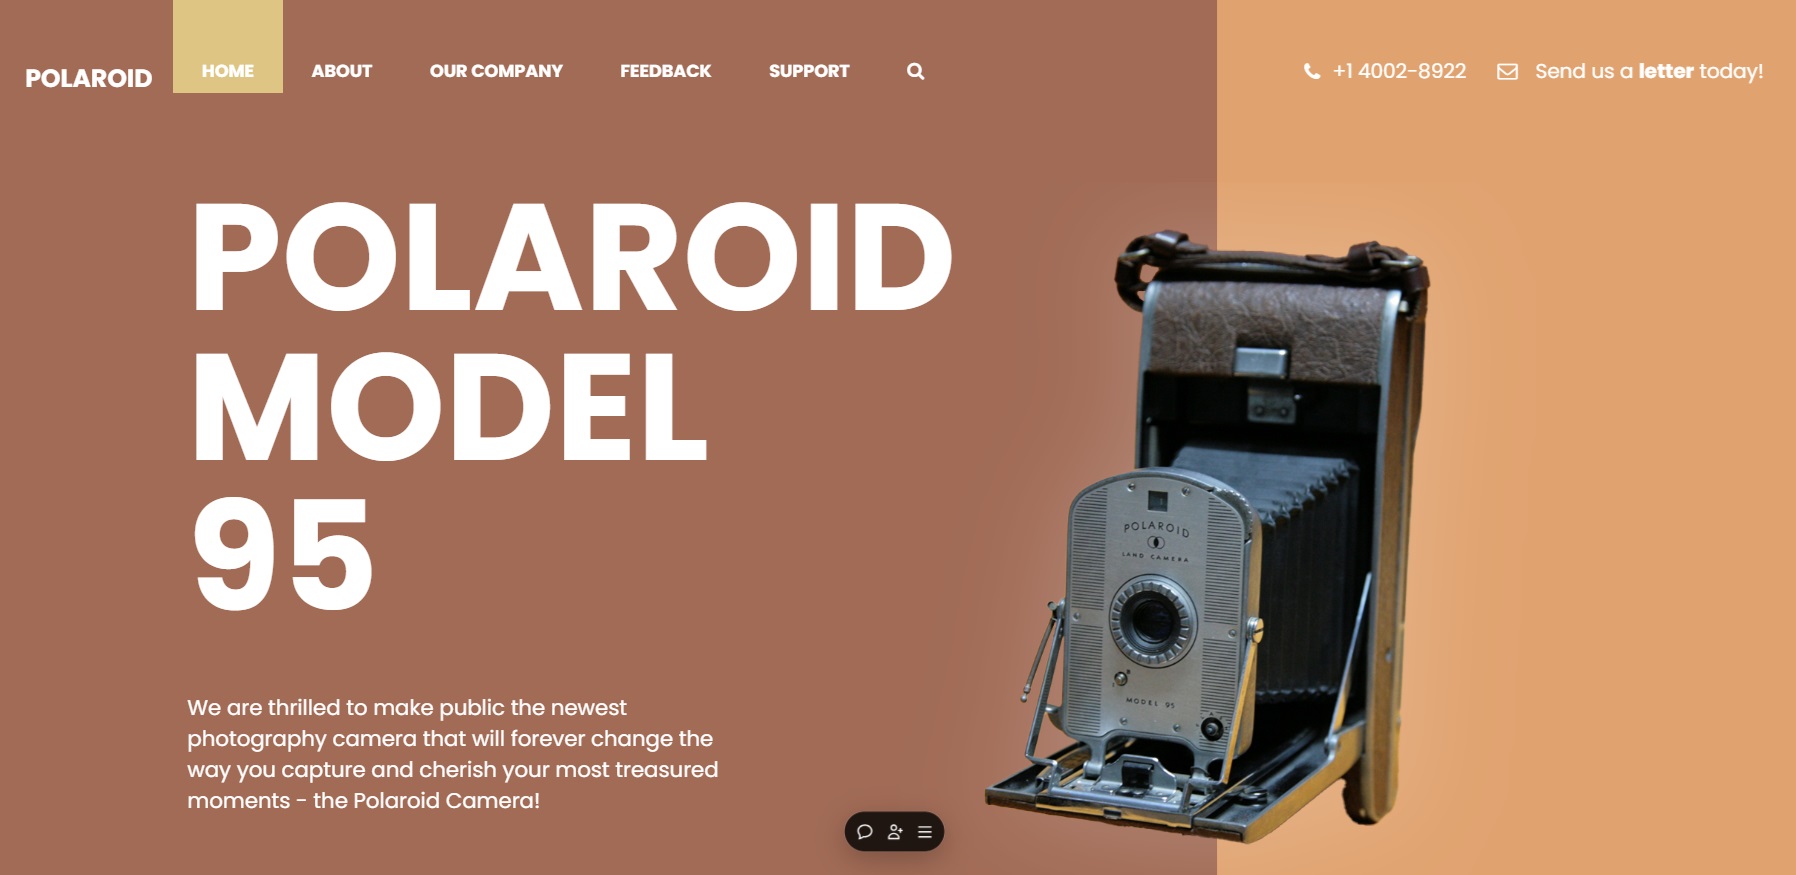 POLAROID
HOME
ABOUT
OUR COMPANY
FEEDBACK
SUPPORT
+1 4002-8922
Send us a letter today!
POLAROID
MODEL
95
We are thrilled to make public the newest
photography camera that will forever change the
way you capture and cherish your most treasured
moments - the Polaroid Camera!
POLAROID
LAND CAMERA
MODEL 95